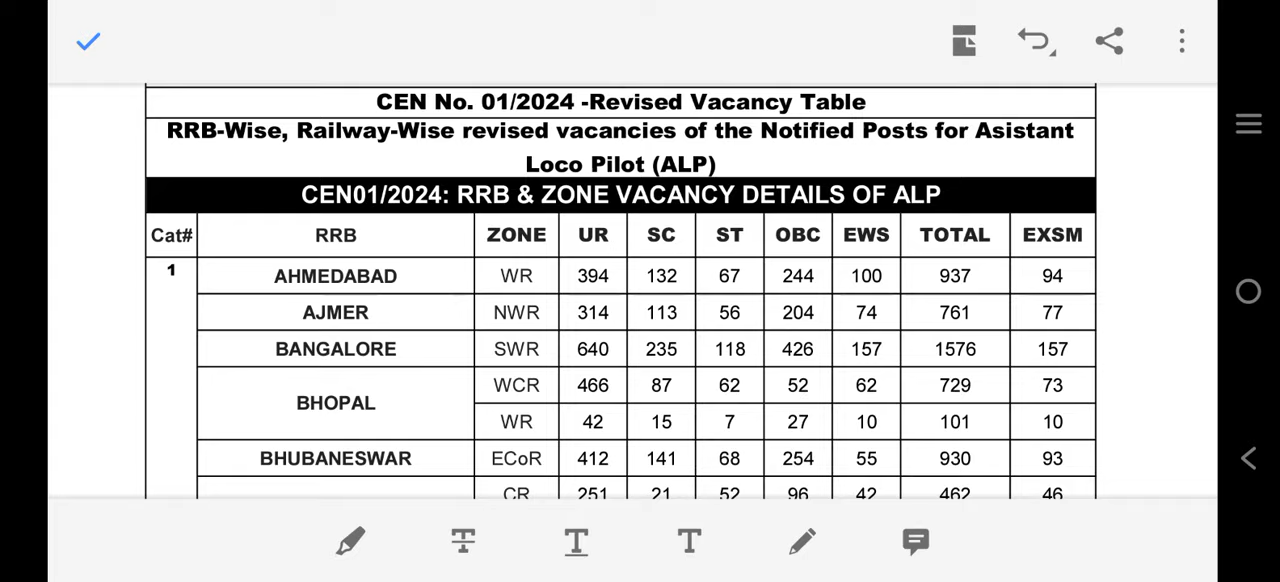 CEN No. 01/2024 -Revised Vacancy Table
RRB-Wise, Railway-Wise revised vacancies of the Notified Posts for Asistant
Loco Pilot (ALP)
CEN01/2024: RRB & ZONE VACANCY DETAILS OF ALP
Cat# RRB ZONE UR SC ST OBC EWS TOTAL EXSM
1 AHMEDABAD WR 394 132 67 244 100 937 94
AJMER NWR 314 113 56 204 74 761 77
BANGALORE SWR 640 235 118 426 157 1576 157
BHOPAL WCR 466 87 62 52 62 729 73
WR 42 15 7 27 10 101 10
BHUBANESWAR ECoR 412 141 68 254 55 930 93
CR 251 21 52 96 42 462 46